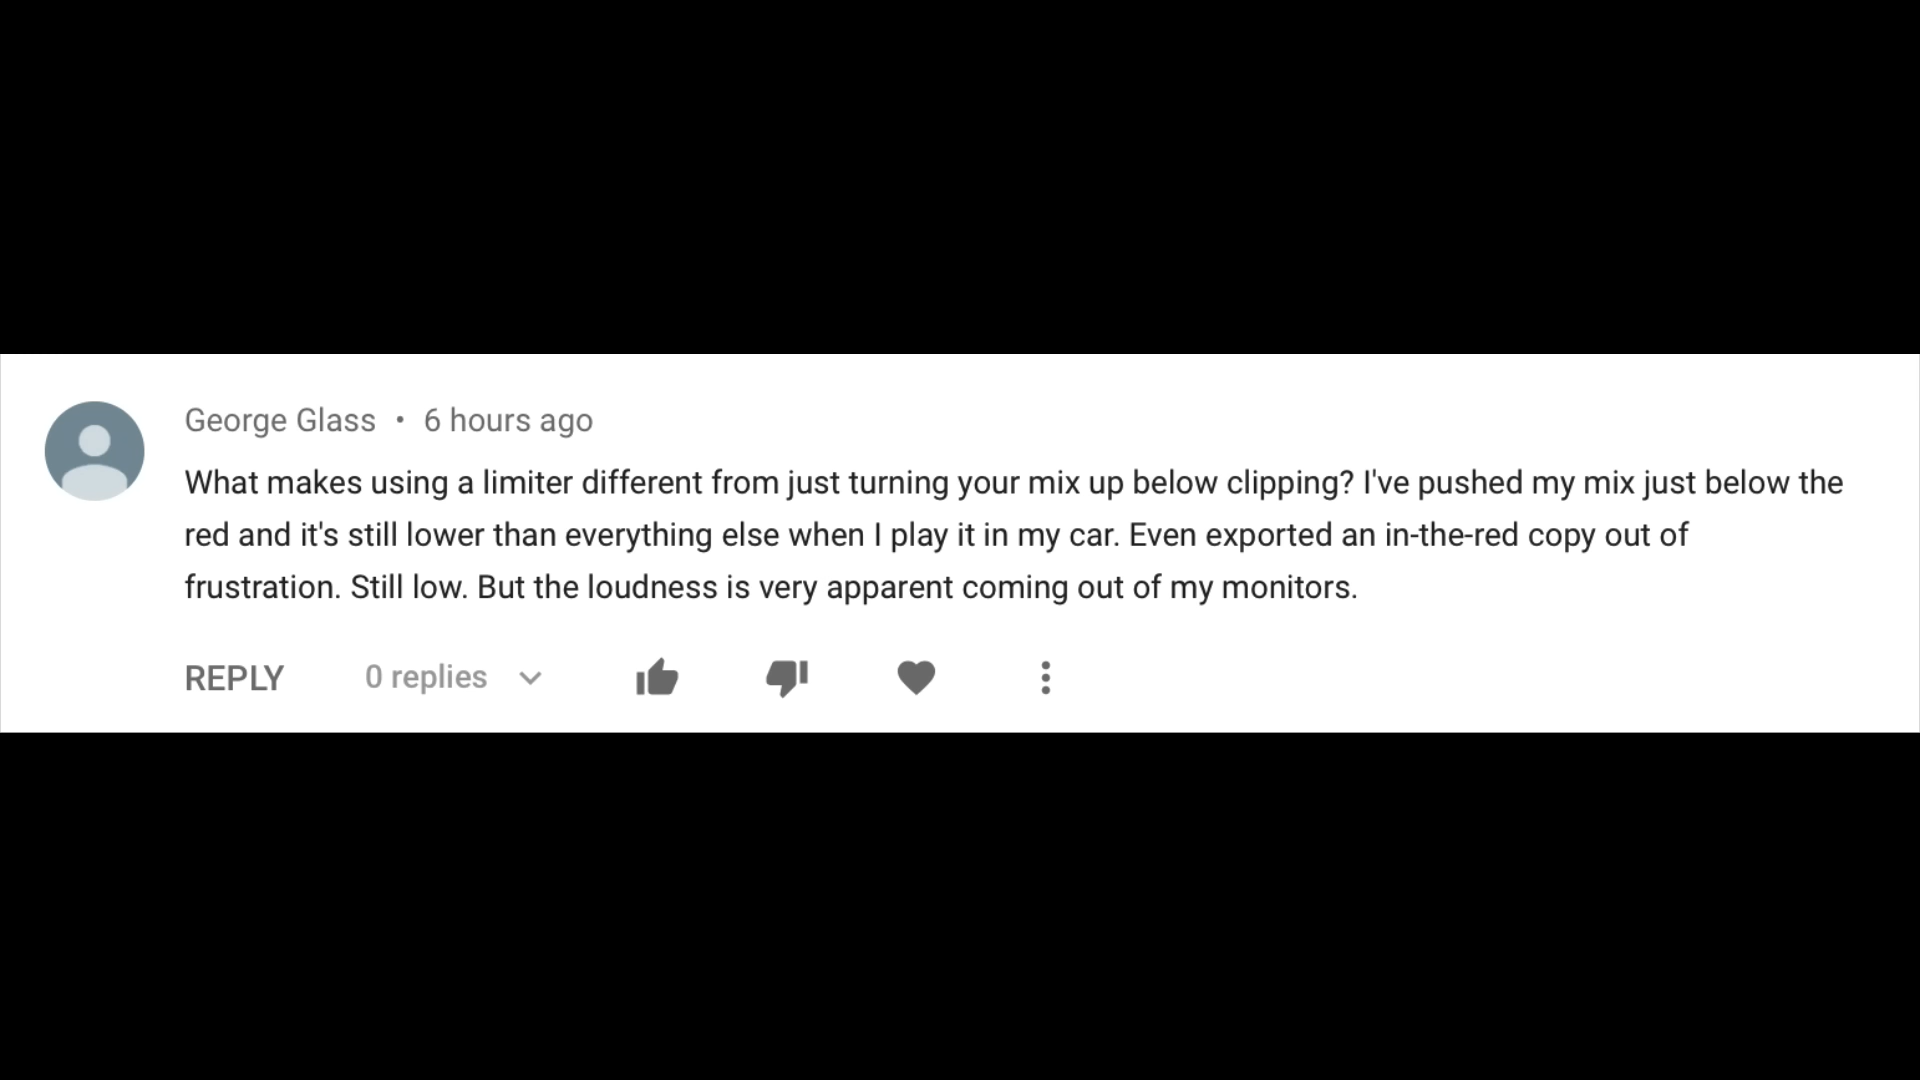 George Glass • 6 hours ago
What makes using a limiter different from just turning your mix up below clipping? I've pushed my mix just below the
red and it's still lower than everything else when I play it in my car. Even exported an in-the-red copy out of
frustration. Still low. But the loudness is very apparent coming out of my monitors.
REPLY 0 replies